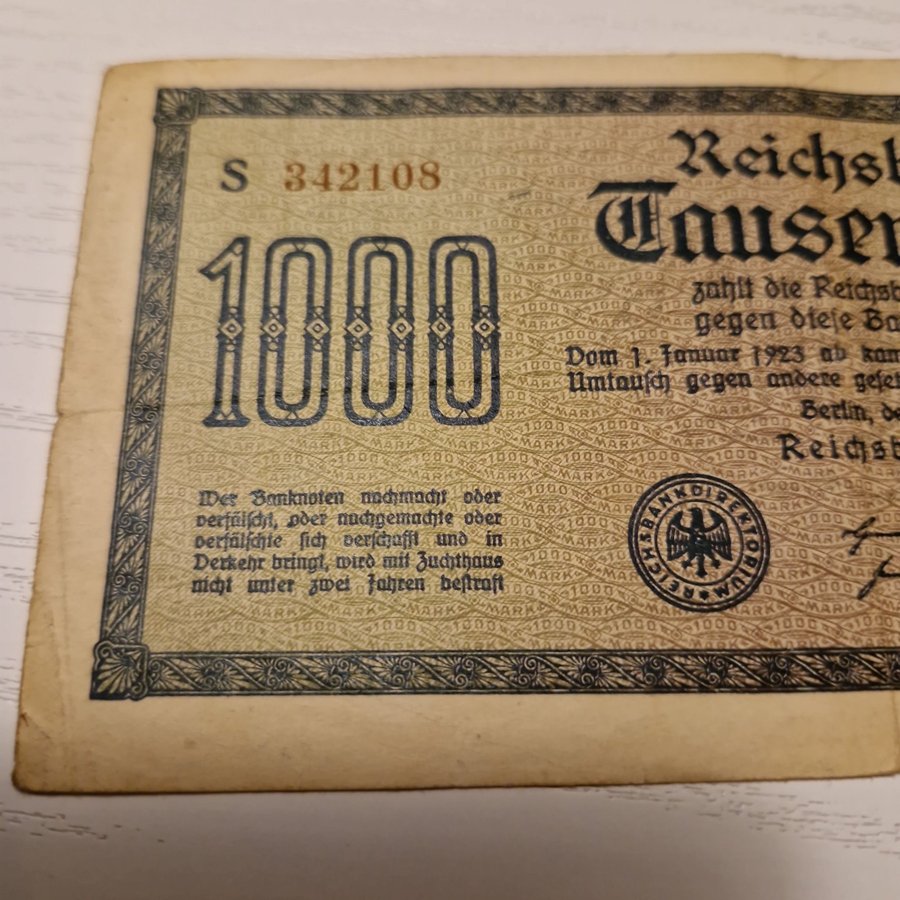 S 342108
Reichsb
Tausen
zahlt die Reichsb
gegen diese Ba
Vom 1. Januar 1923 ab kan
Umtausch gegen andere geset
Berlin, de
Reichsb
1000
Wer Banknoten nachmacht oder
verfälscht, oder nachgemachte oder
verfälschte sich verschafft und in
Verkehr bringt, wird mit Zuchthaus
nicht unter zwei Jahren bestraft
REICHSBANKDIREKTORIUM